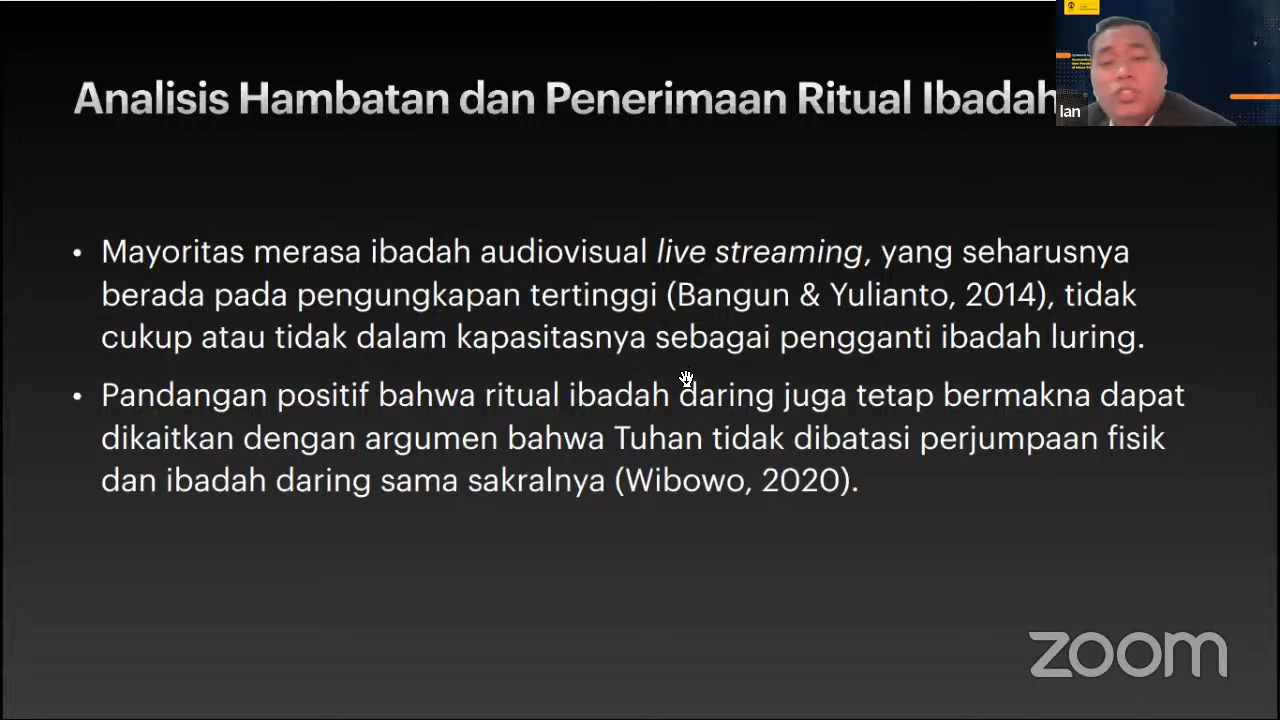 Analisis Hambatan dan Penerimaan Ritual Ibadah
Ian
• Mayoritas merasa ibadah audiovisual live streaming, yang seharusnya
berada pada pengungkapan tertinggi (Bangun & Yulianto, 2014), tidak
cukup atau tidak dalam kapasitasnya sebagai pengganti ibadah luring.
• Pandangan positif bahwa ritual ibadah daring juga tetap bermakna dapat
dikaitkan dengan argumen bahwa Tuhan tidak dibatasi perjumpaan fisik
dan ibadah daring sama sakralnya (Wibowo, 2020).
zoom